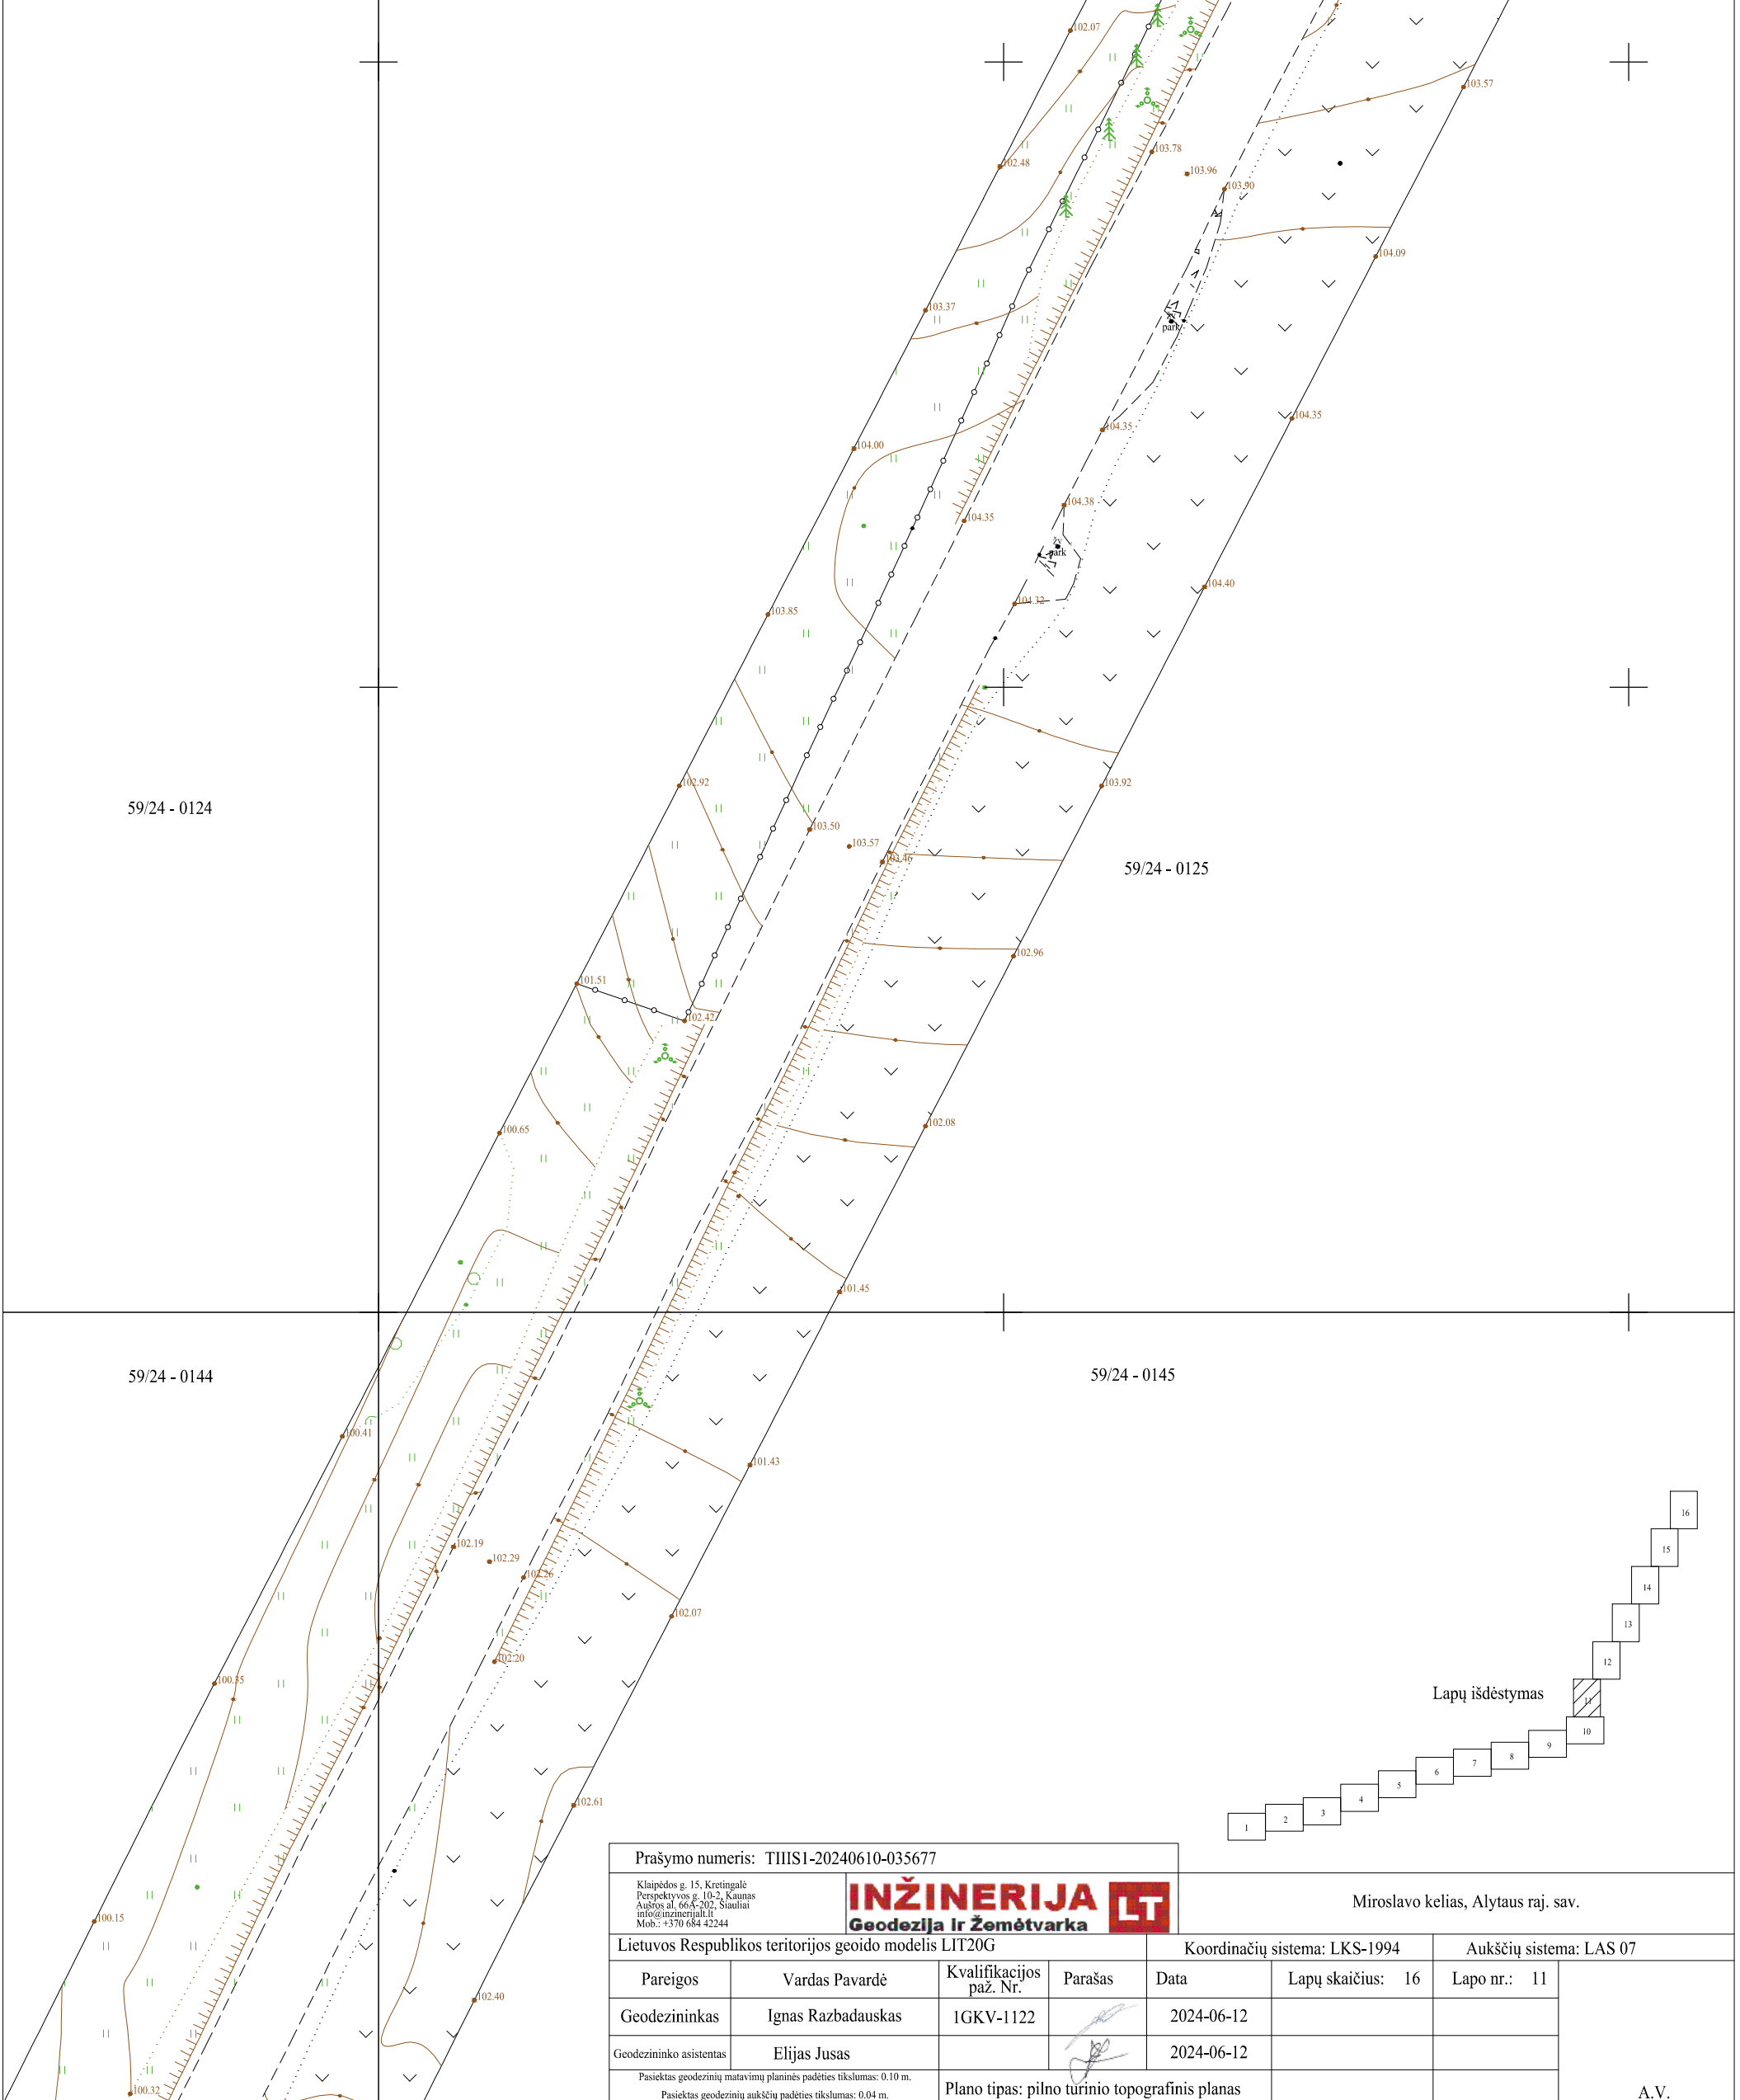 102.07
103.57
102.48
103.78
103.96
103.90
104.09
103.37
park
104.35
104.35
104.00
104.38
104.35
žv
park
104.40
104.32
103.85
102.92
103.92
59/24 - 0124
103.50
103.57
103.46
59/24 - 0125
102.96
101.51
102.42
102.08
100.65
101.45
59/24 - 0144
59/24 - 0145
100.41
101.43
16
102.19
102.29
15
102.26
14
102.07
13
102.20
12
100.35
Lapų išdėstymas
11
10
9
8
7
6
5
102.61
4
3
2
1
Prašymo numeris: TIIIS1-20240610-035677
Klaipėdos g. 15, Kretingalė
Perspektyvos g. 10-2, Kaunas
Aušros al. 66A-202, Šiauliai
info@inzinerijalt.lt
Mob.: +370 684 42244
INŽINERIJA LT
Geodezija ir Žemėtvarka
Miroslavo kelias, Alytaus raj. sav.
100.15
Lietuvos Respublikos teritorijos geoido modelis LIT20G
Koordinačių sistema: LKS-1994
Aukščių sistema: LAS 07
Pareigos
Vardas Pavardė
Kvalifikacijos
paž. Nr.
Parašas
Data
Lapų skaičius: 16
Lapo nr.: 11
102.40
Geodezininkas
Ignas Razbadauskas
1GKV-1122
2024-06-12
Geodezininko asistentas
Elijas Jusas
2024-06-12
Pasiektas geodezinių matavimų planinės padėties tikslumas: 0.10 m.
Pasiektas geodezinių aukščių padėties tikslumas: 0.04 m.
Plano tipas: pilno turinio topografinis planas
A.V.
100.32